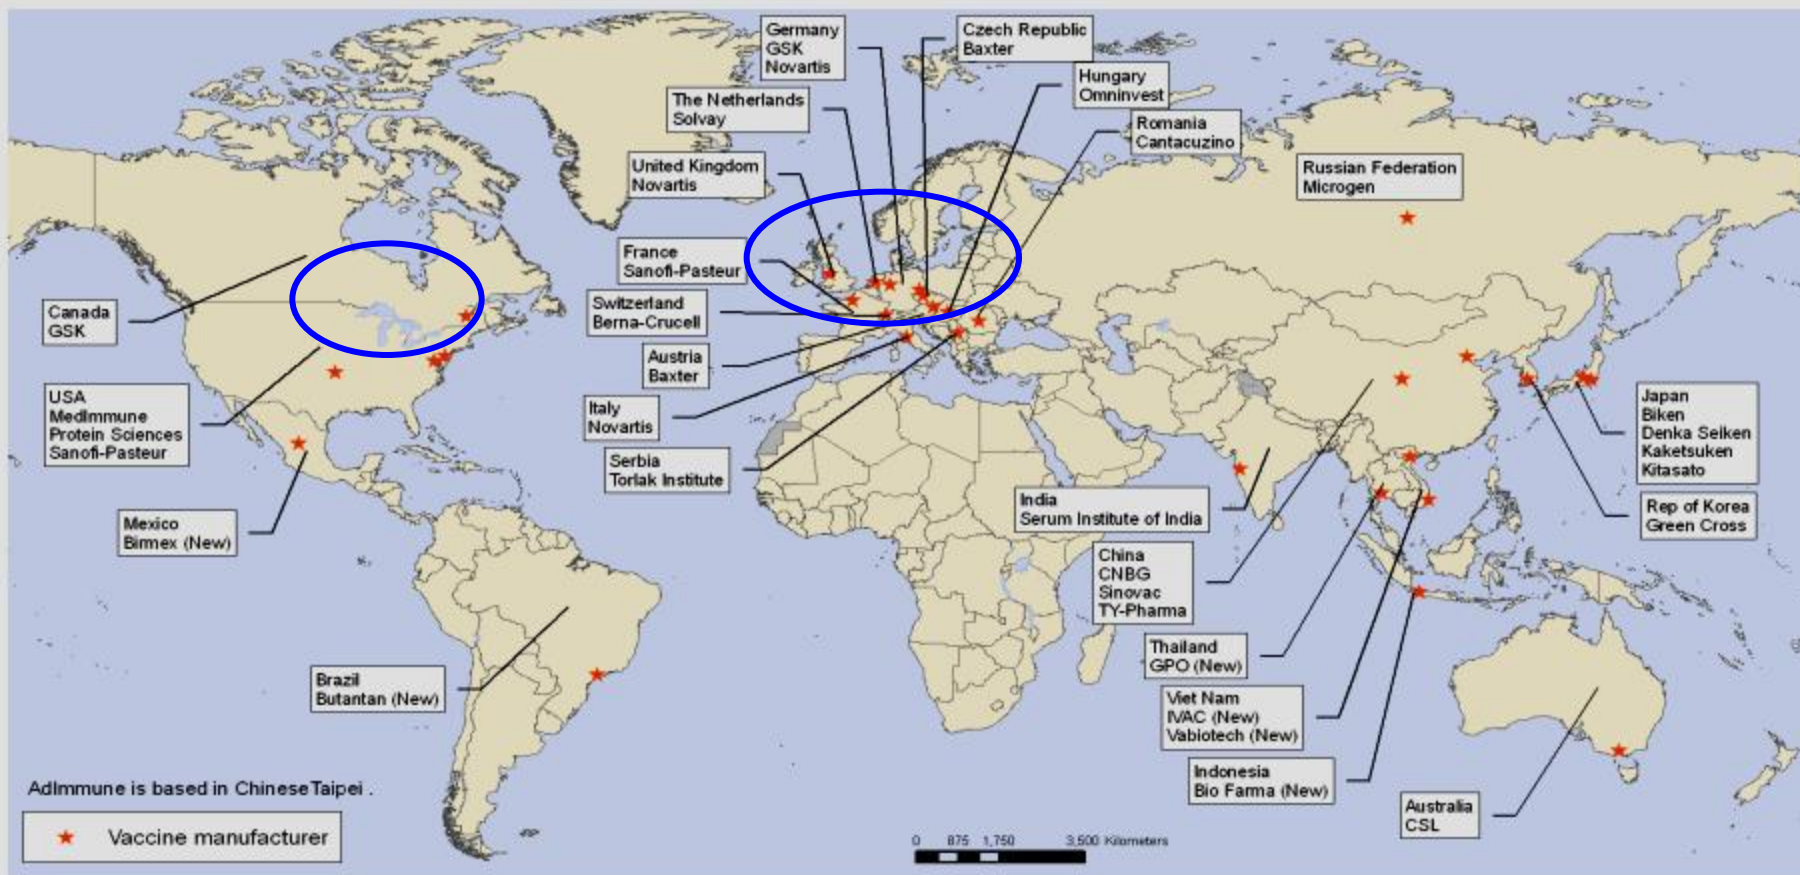 Germany
GSK
Novartis
Czech Republic
Baxter
Hungary
Omninvest
The Netherlands
Solvay
Romania
Cantacuzino
United Kingdom
Novartis
Russian Federation
Microgen
France
Sanofi-Pasteur
Switzerland
Berna-Crucell
Canada
GSK
Austria
Baxter
USA
MedImmune
Protein Sciences
Sanofi-Pasteur
Italy
Novartis
Japan
Biken
Denka Seiken
Kaketsuken
Kitasato
Serbia
Torlak Institute
India
Serum Institute of India
Rep of Korea
Green Cross
Mexico
Birmex (New)
China
CNBG
Sinovac
TY-Pharma
Thailand
GPO (New)
Brazil
Butantan (New)
Viet Nam
IVAC (New)
Vabiotech (New)
Indonesia
Bio Farma (New)
Australia
CSL
AdImmune is based in Chinese Taipei .
Vaccine manufacturer
0 875 1,750 3,500 Kilometers